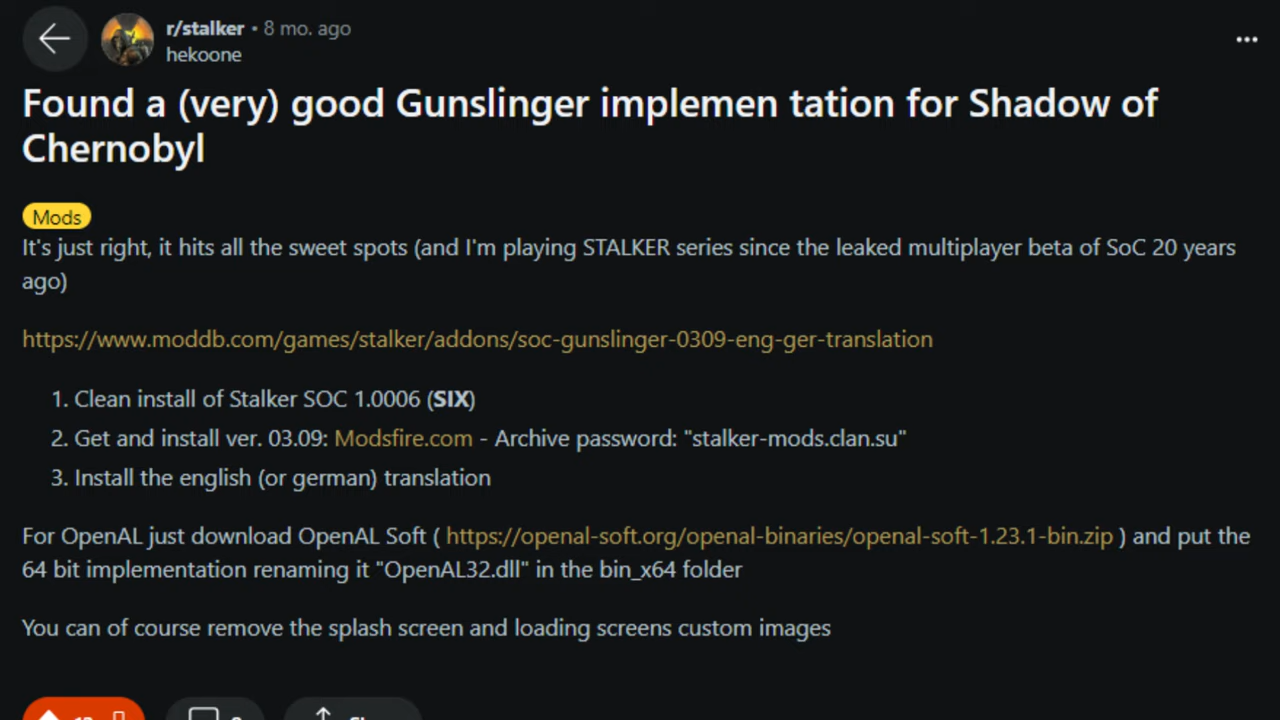 r/stalker • 8 mo. ago
hekoone
Found a (very) good Gunslinger implemen tation for Shadow of
Chernobyl
Mods
It's just right, it hits all the sweet spots (and I'm playing STALKER series since the leaked multiplayer beta of SoC 20 years
ago)
https://www.moddb.com/games/stalker/addons/soc-gunslinger-0309-eng-ger-translation
1. Clean install of Stalker SOC 1.0006 (SIX)
2. Get and install ver. 03.09: Modsfire.com - Archive password: "stalker-mods.clan.su"
3. Install the english (or german) translation
For OpenAL just download OpenAL Soft ( https://openal-soft.org/openal-binaries/openal-soft-1.23.1-bin.zip ) and put the
64 bit implementation renaming it "OpenAL32.dll" in the bin_x64 folder
You can of course remove the splash screen and loading screens custom images